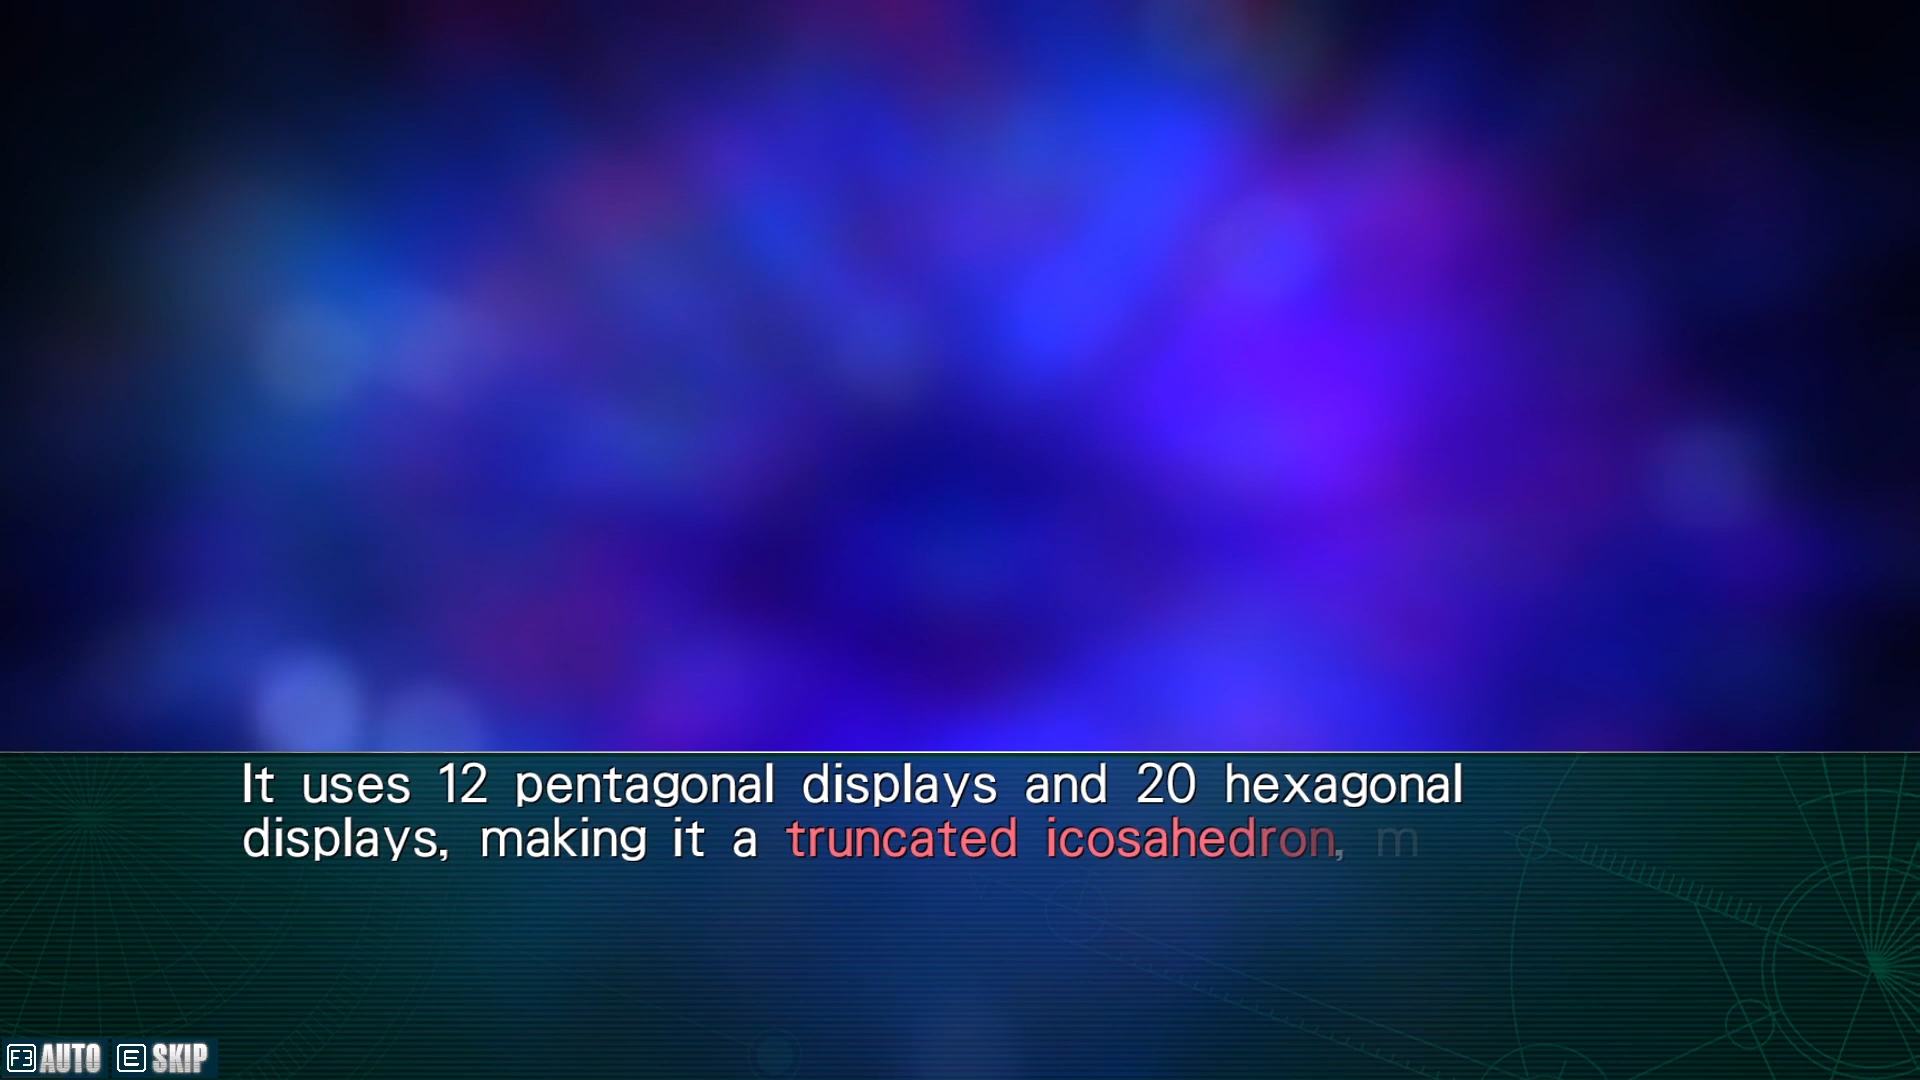 It uses 12 pentagonal displays and 20 hexagonal
displays, making it a truncated icosahedron, m
F3 AUTO E SKIP